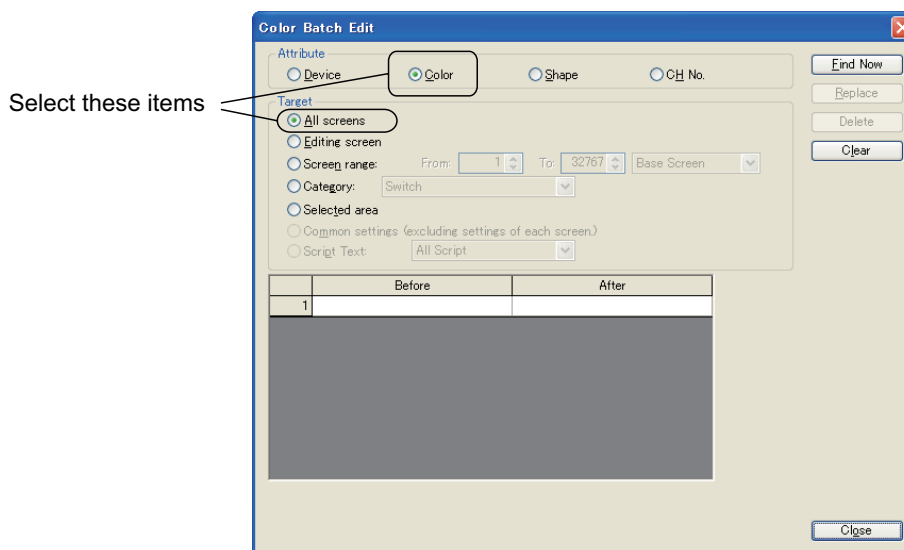 Color Batch Edit
Attribute
Device Color Shape CH No.
Find Now
Replace
Select these items
Target
All screens
Delete
Editing screen
Clear
Screen range: From: 1 To: 32767 Base Screen
Category: Switch
Selected area
Common settings (excluding settings of each screen.)
Script Text: All Script
Before After
1
Close